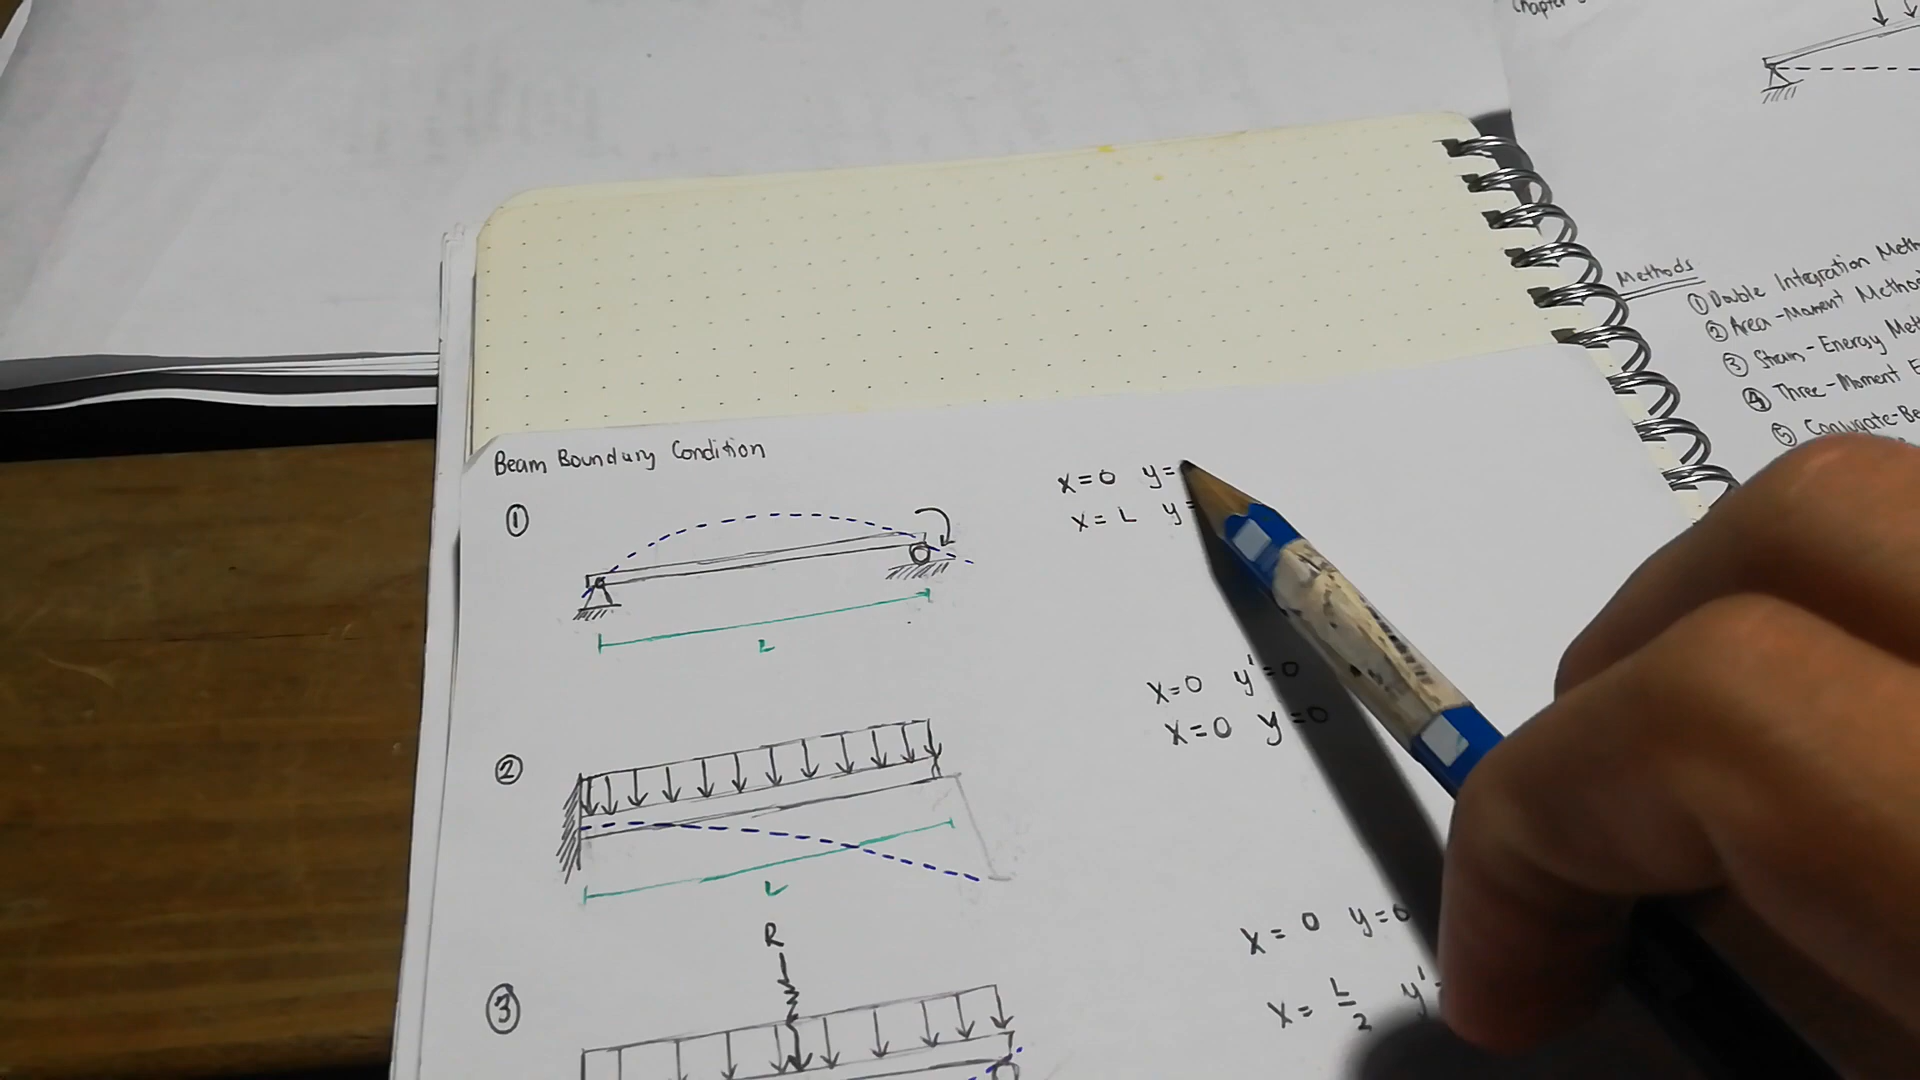 Chapter
Methods
① Double Integration
② Area-Moment
③ Strain-Energy
④ Three-Moment
⑤
Beam Boundary Condition
①
x=0 y=
x=L y
L
x=0 y'=0
x=0 y=0
②
L
R
③
x=0 y=0
x=L/2 y'